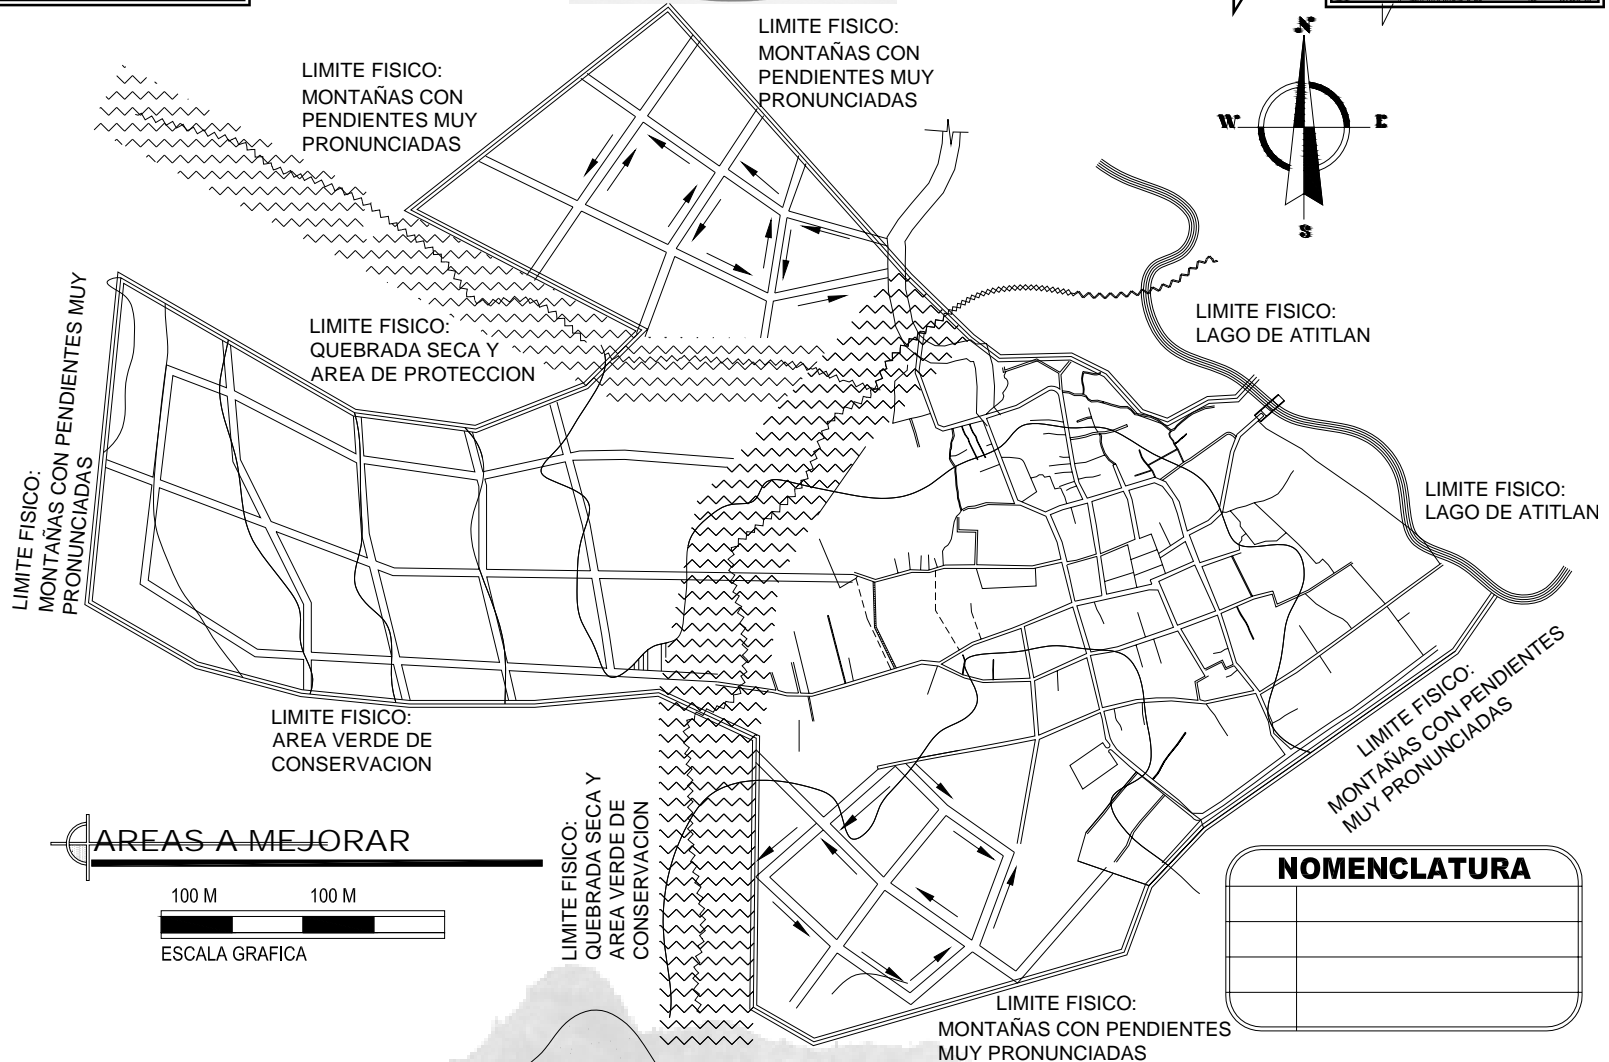 LIMITE FISICO:
MONTAÑAS CON
PENDIENTES MUY
PRONUNCIADAS
LIMITE FISICO:
MONTAÑAS CON
PENDIENTES MUY
PRONUNCIADAS
N
W
E
S
LIMITE FISICO:
MONTAÑAS CON PENDIENTES MUY
PRONUNCIADAS
LIMITE FISICO:
QUEBRADA SECA Y
AREA DE PROTECCION
LIMITE FISICO:
LAGO DE ATITLAN
LIMITE FISICO:
LAGO DE ATITLAN
LIMITE FISICO:
AREA VERDE DE
CONSERVACION
LIMITE FISICO:
MONTAÑAS CON PENDIENTES
MUY PRONUNCIADAS
LIMITE FISICO:
QUEBRADA SECA Y
AREA VERDE DE
CONSERVACION
AREAS A MEJORAR
100 M 100 M
ESCALA GRAFICA
NOMENCLATURA
LIMITE FISICO:
MONTAÑAS CON PENDIENTES
MUY PRONUNCIADAS